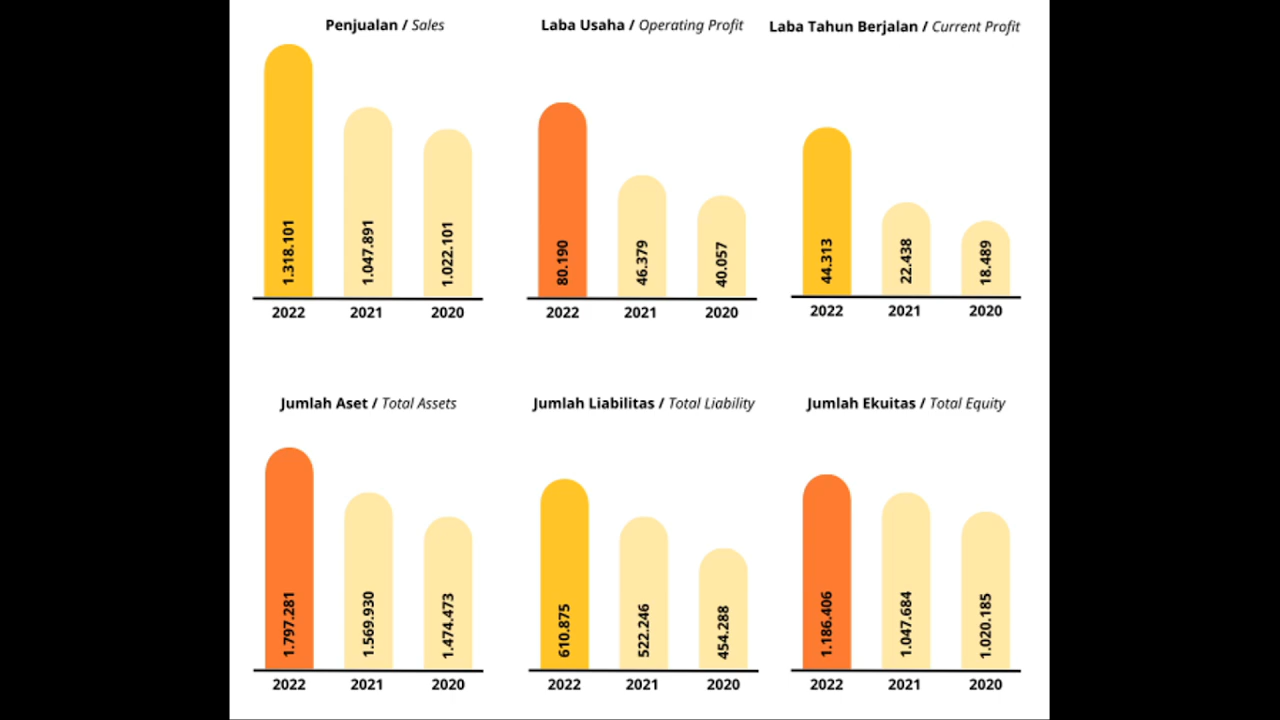 Penjualan / Sales
1.318.101
1.047.891
1.022.101
2022 2021 2020
Laba Usaha / Operating Profit
80.190
46.379
40.057
2022 2021 2020
Laba Tahun Berjalan / Current Profit
44.313
22.438
18.489
2022 2021 2020
Jumlah Aset / Total Assets
1.797.281
1.569.930
1.474.473
2022 2021 2020
Jumlah Liabilitas / Total Liability
610.875
522.246
454.288
2022 2021 2020
Jumlah Ekuitas / Total Equity
1.186.406
1.047.684
1.020.185
2022 2021 2020